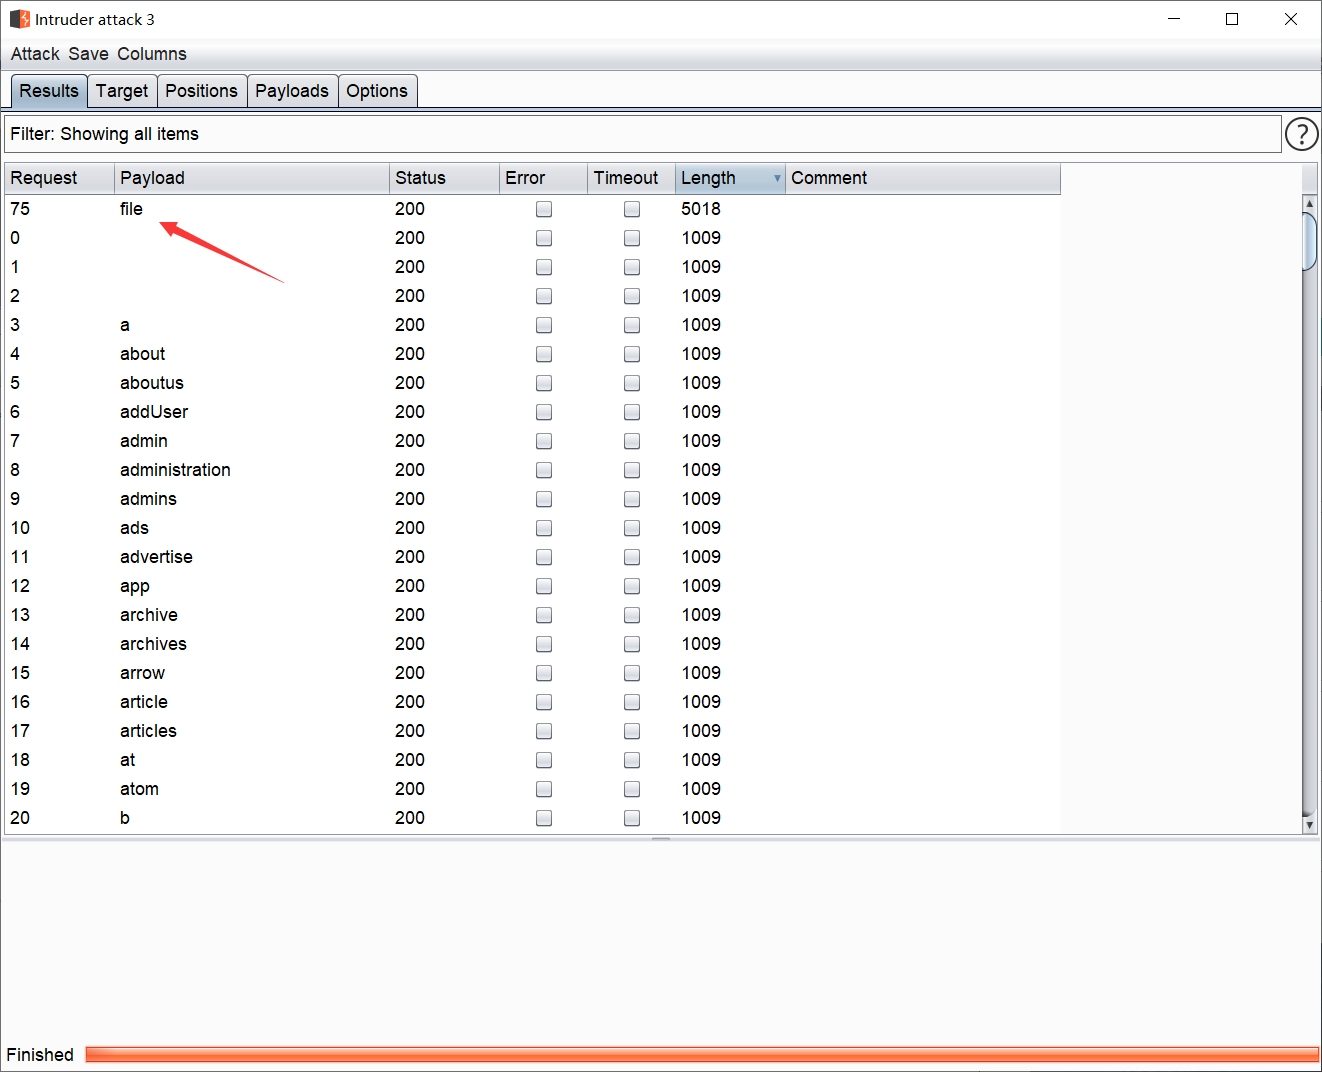 Intruder attack 3
Attack Save Columns
Results Target Positions Payloads Options
Filter: Showing all items ?
Request Payload Status Error Timeout Length Comment
75 file 200 5018
0 200 1009
1 200 1009
2 200 1009
3 a 200 1009
4 about 200 1009
5 aboutus 200 1009
6 addUser 200 1009
7 admin 200 1009
8 administration 200 1009
9 admins 200 1009
10 ads 200 1009
11 advertise 200 1009
12 app 200 1009
13 archive 200 1009
14 archives 200 1009
15 arrow 200 1009
16 article 200 1009
17 articles 200 1009
18 at 200 1009
19 atom 200 1009
20 b 200 1009
Finished